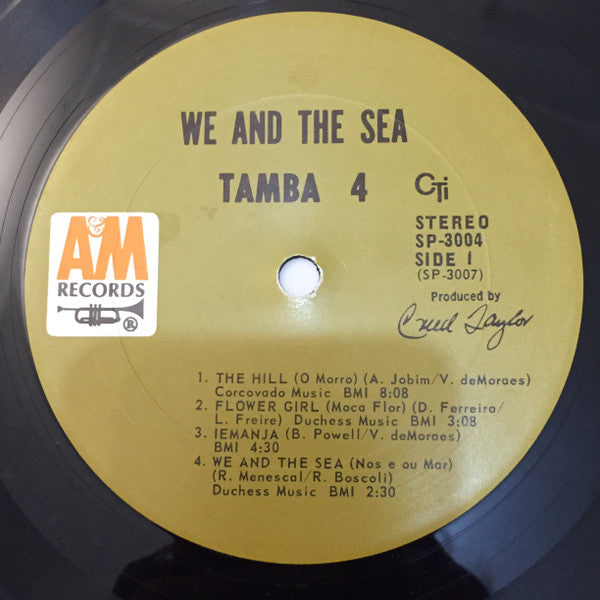 WE AND THE SEA
TAMBA 4
CTi
STEREO
SP-3004
SIDE 1
(SP-3007)
Produced by
Creed Taylor
A&M
RECORDS
®
1. THE HILL (O Morro) (A. Jobim/V. deMoraes)
Corcovado Music BMI 8:08
2. FLOWER GIRL (Moca Flor) (D. Ferreira/
L. Freire) Duchess Music BMI 3:08
3. IEMANJA (B. Powell/V. deMoraes)
BMI 4:30
4. WE AND THE SEA (Nos e ou Mar)
(R. Menescal/R. Boscoli)
Duchess Music BMI 2:30